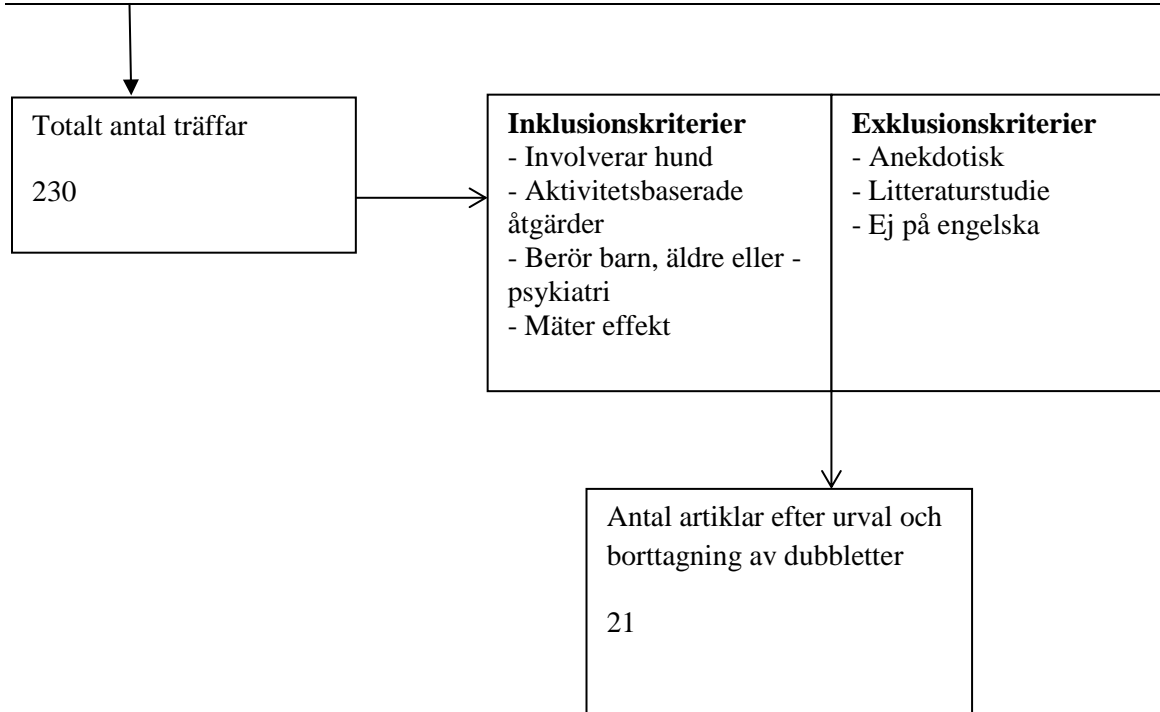 Totalt antal träffar
230
Inklusionskriterier
- Involverar hund
- Aktivitetsbaserade
åtgärder
- Berör barn, äldre eller -
psykiatri
- Mäter effekt
Exklusionskriterier
- Anekdotisk
- Litteraturstudie
- Ej på engelska
Antal artiklar efter urval och
borttagning av dubbletter
21